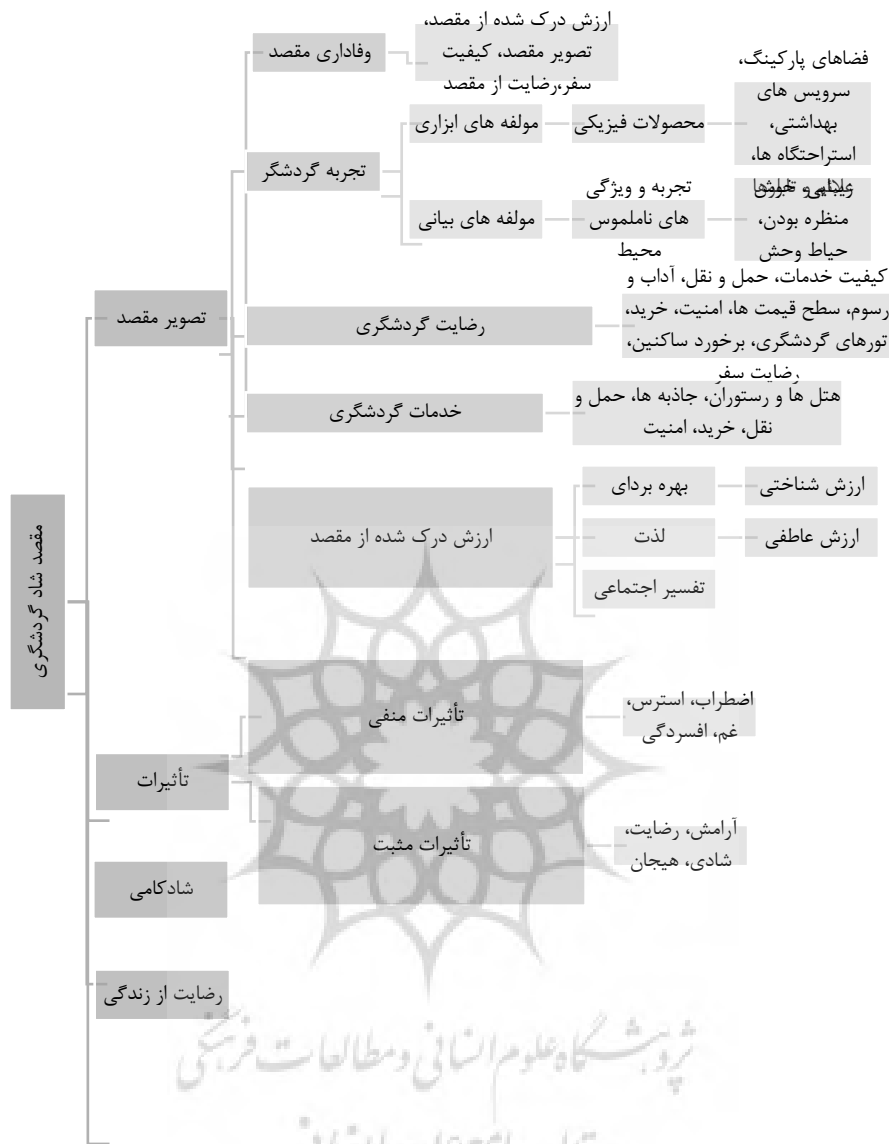 ارزش درک شده از مقصد،
تصویر مقصد، کیفیت
سفر،رضایت از مقصد
وفاداری مقصد
فضاهای پارکینگ،
سرویس های
بهداشتی،
استراحتگاه ها،
محصولات فیزیکی
مولفه های ابزاری
تجربه گردشگر
منظره بودن،
حیاط وحش
تجربه و ویژگی
های ناملموس
محیط
مولفه های بیانی
تصویر مقصد
کیفیت خدمات، حمل و نقل، آداب و
رسوم، سطح قیمت ها، امنیت، خرید،
تورهای گردشگری، برخورد ساکنین،
رضایت سفر
رضایت گردشگری
هتل ها و رستوران، جاذبه ها، حمل و
نقل، خرید، امنیت
خدمات گردشگری
ارزش شناختی
بهره بردای
ارزش عاطفی
لذت
ارزش درک شده از مقصد
تفسیر اجتماعی
مقصد شاد گردشگری
تأثیرات منفی
اضطراب، استرس،
غم، افسردگی
تأثیرات
تأثیرات مثبت
آرامش، رضایت،
شادی، هیجان
شادکامی
رضایت از زندگی
پژوهشگاه علوم انسانی و مطالعات فرهنگی